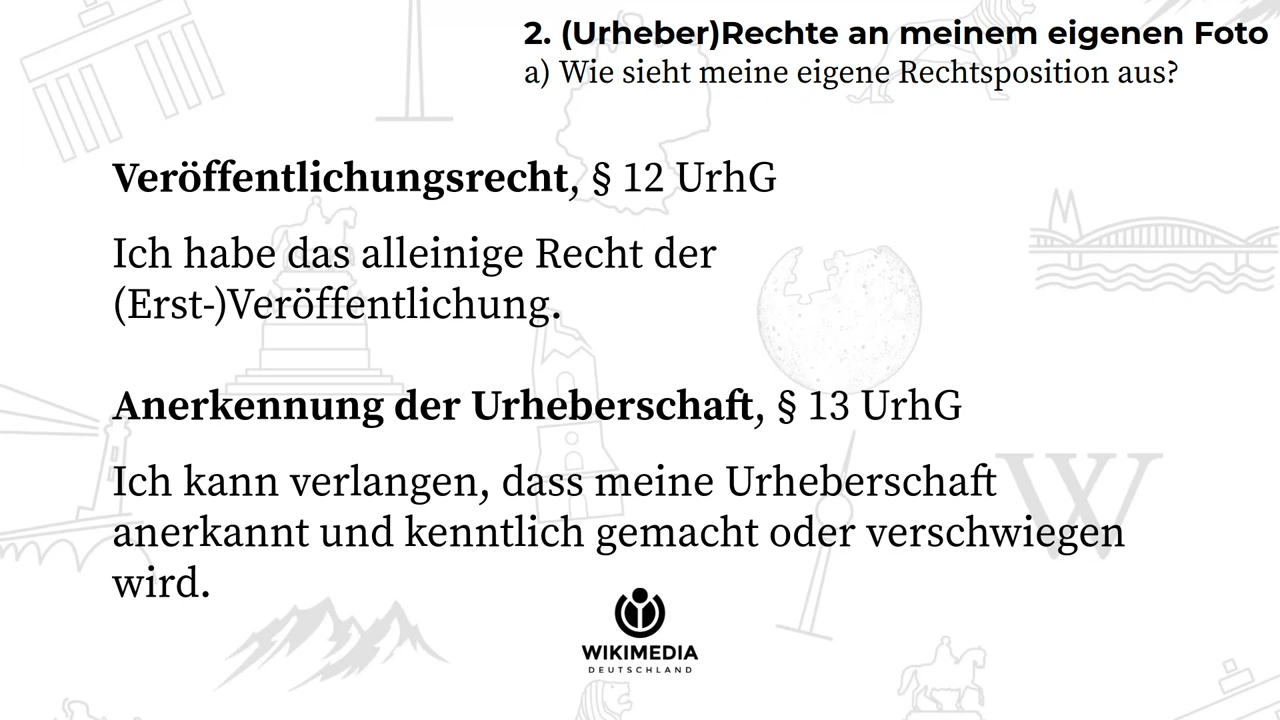 2. (Urheber)Rechte an meinem eigenen Foto
a) Wie sieht meine eigene Rechtsposition aus?
Veröffentlichungsrecht, § 12 UrhG
Ich habe das alleinige Recht der
(Erst-)Veröffentlichung.
Anerkennung der Urheberschaft, § 13 UrhG
Ich kann verlangen, dass meine Urheberschaft
anerkannt und kenntlich gemacht oder verschwiegen
wird.
W
WIKIMEDIA
DEUTSCHLAND